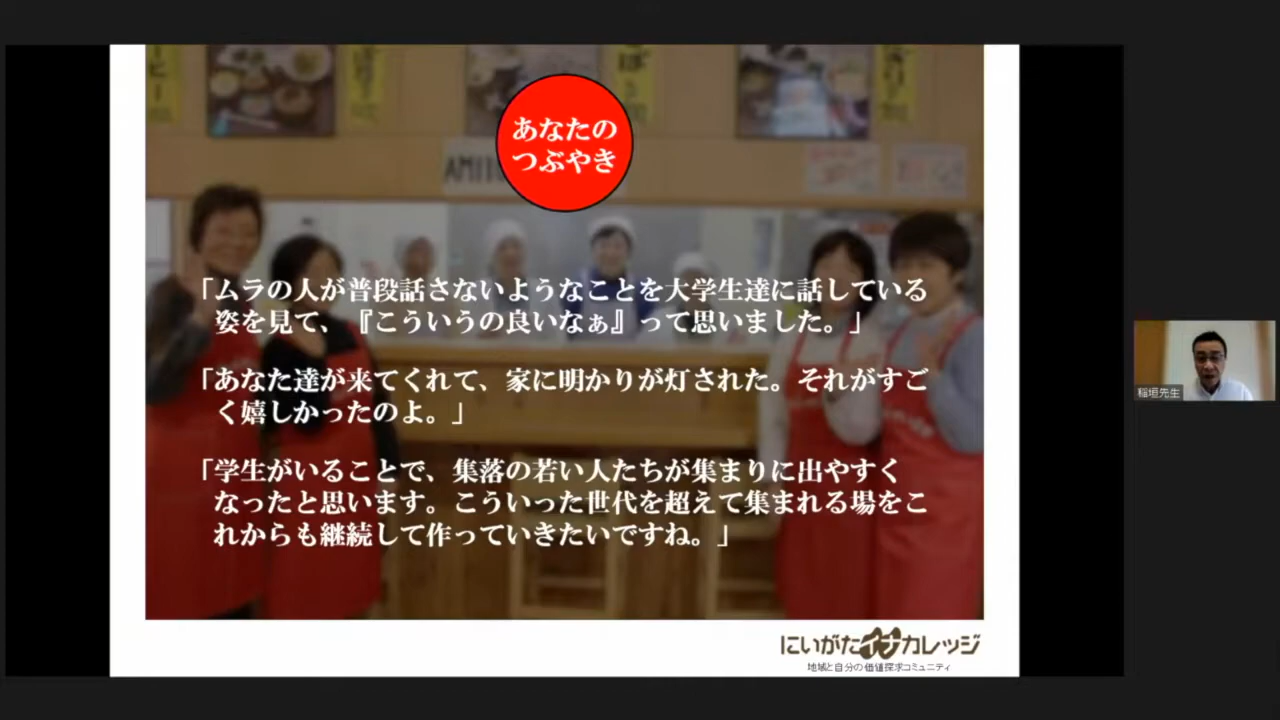 あなたの
つぶやき
「ムラの人が普段話さないようなことを大学生達に話している
姿を見て、『こういうの良いなぁ』って思いました。」
「あなた達が来てくれて、家に明かりが灯された。それがすご
く嬉しかったのよ。」
「学生がいることで、集落の若い人たちが集まりに出やすく
なったと思います。こういった世代を超えて集まれる場をこ
れからも継続して作っていきたいですね。」
にいがたイナカレッジ
地域と自分の価値探求コミュニティ
稲垣先生